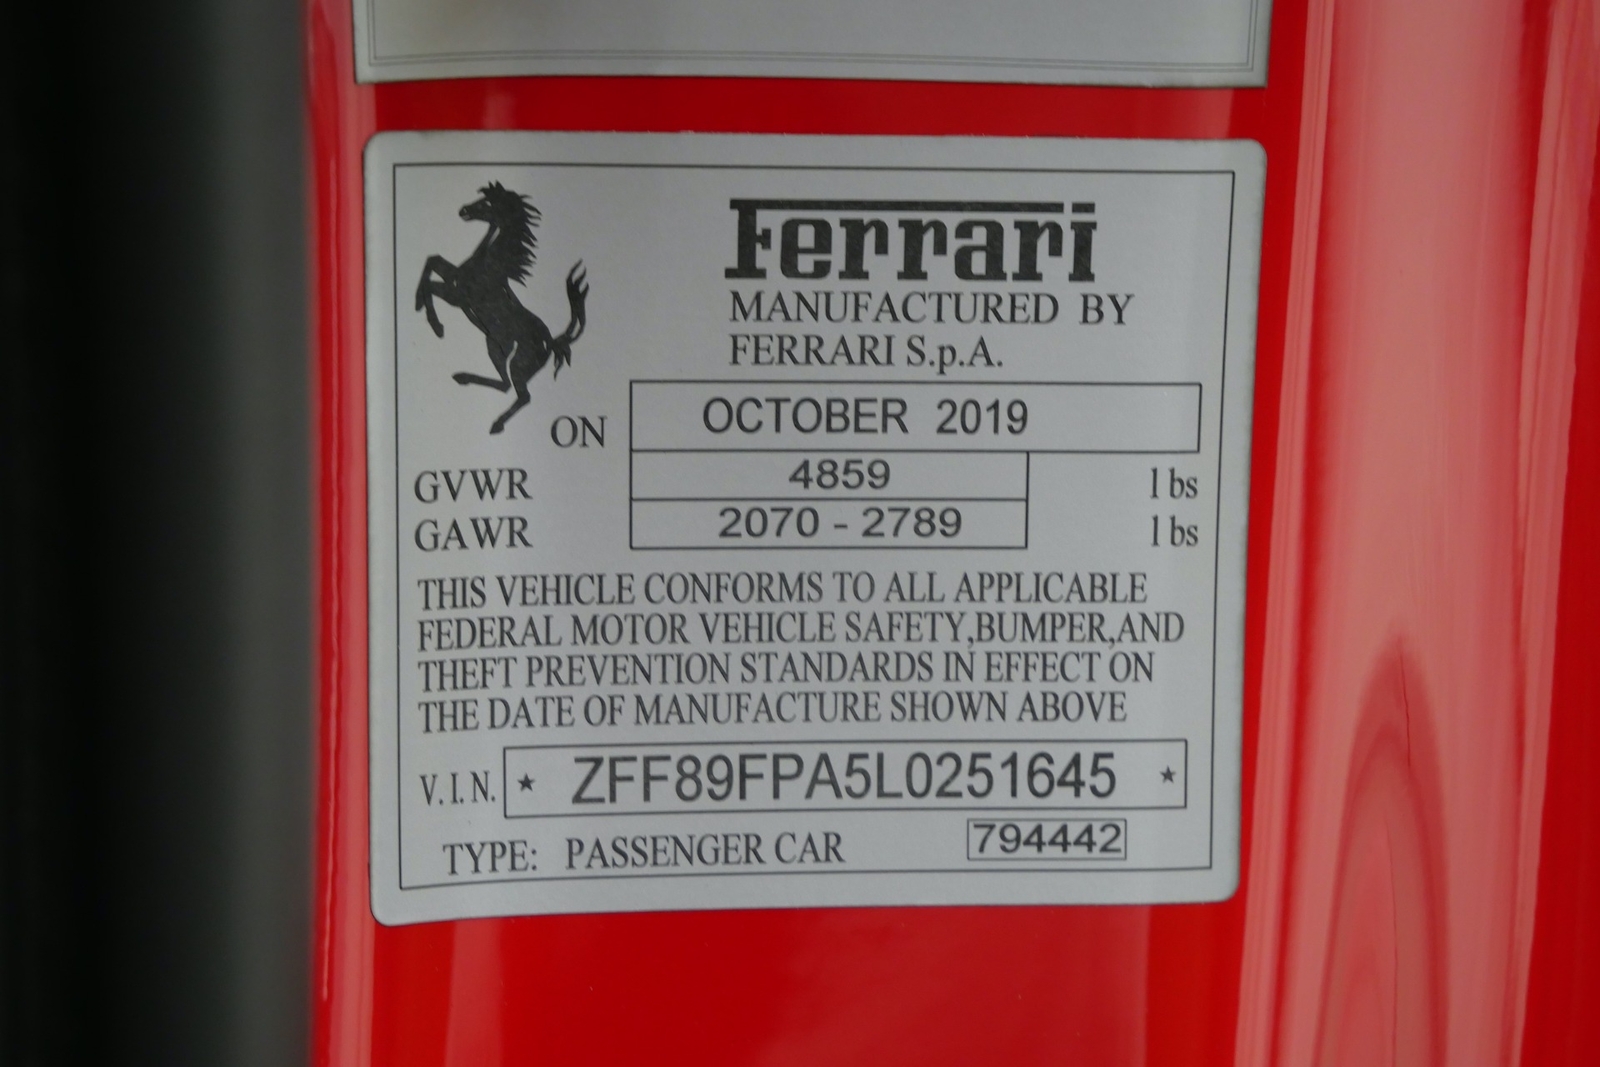 Ferrari
MANUFACTURED BY
FERRARI S.p.A.
ON OCTOBER 2019
GVWR 4859 lbs
GAWR 2070 - 2789 lbs
THIS VEHICLE CONFORMS TO ALL APPLICABLE
FEDERAL MOTOR VEHICLE SAFETY,BUMPER,AND
THEFT PREVENTION STANDARDS IN EFFECT ON
THE DATE OF MANUFACTURE SHOWN ABOVE
V.I.N. ★ ZFF89FPA5L0251645 ★
TYPE: PASSENGER CAR 794442